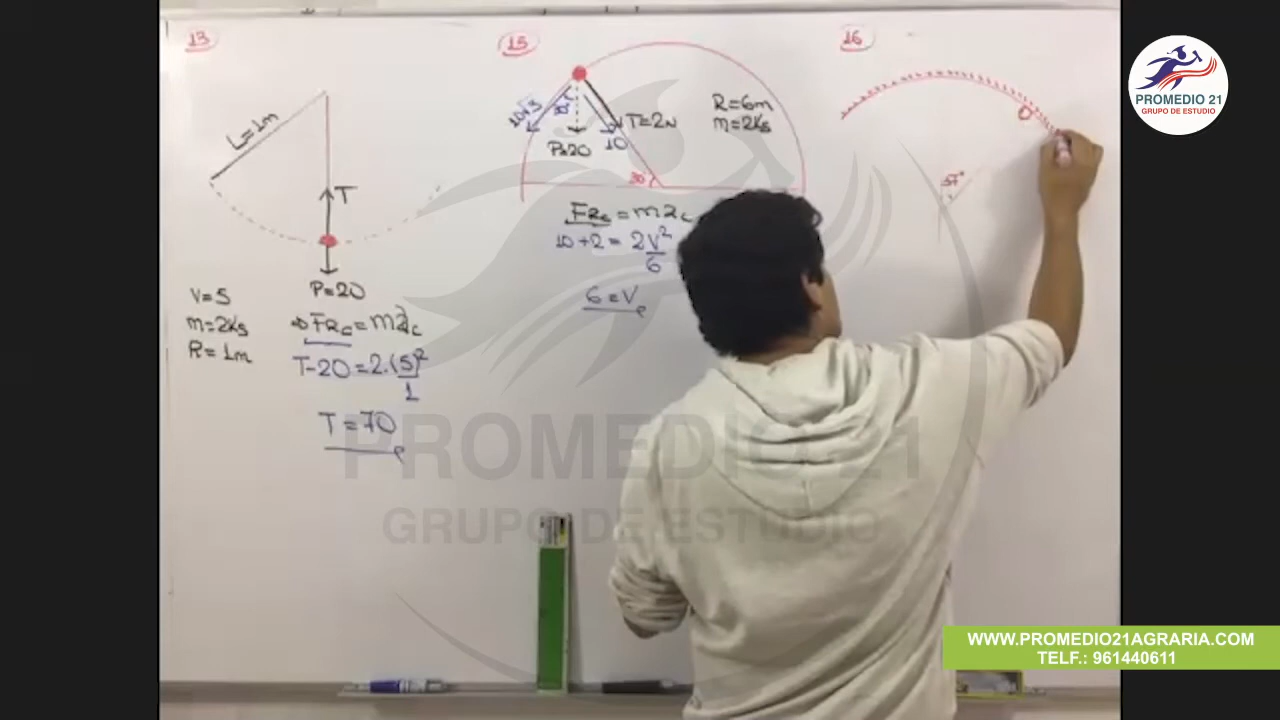 13
L=1m
T
P=20
V=5
m=2Kg
R=1m
⇒FRc=mac
T-20=2.(5)²
1
T=70
15
10√3
30°
P=20
10
T=2N
30°
R=6m
m=2Kg
FRc=mac
10+2=2V²
6
6=V
16
PROMEDIO 21
GRUPO DE ESTUDIO
PROMEDIO 21
GRUPO DE ESTUDIO
WWW.PROMEDIO21AGRARIA.COM
TELF.: 961440611